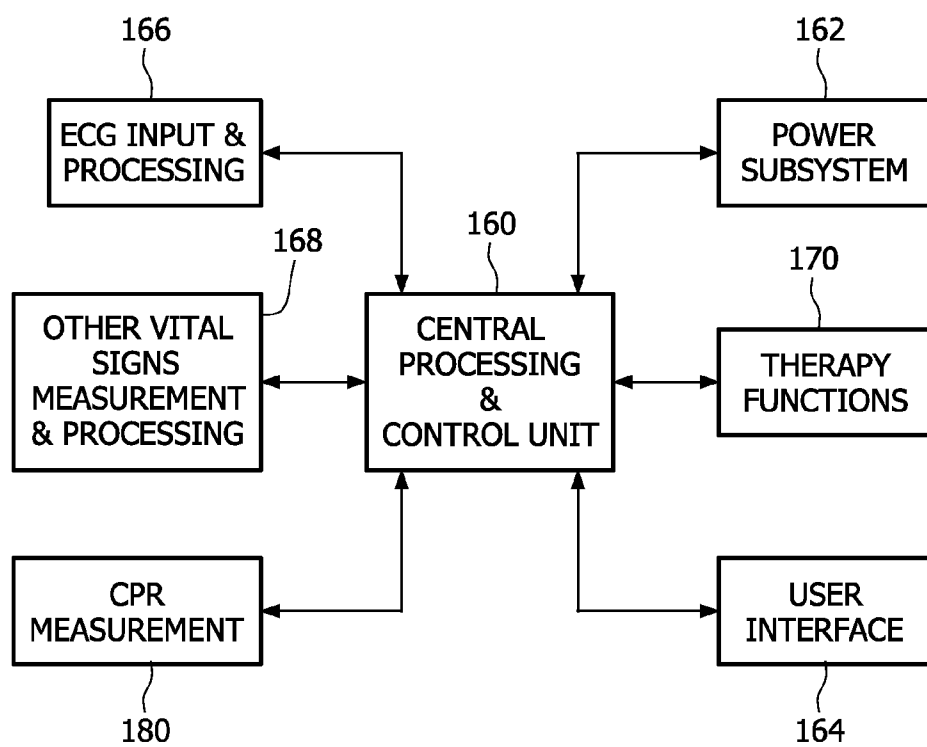 166
ECG INPUT &
PROCESSING
162
POWER
SUBSYSTEM
168
OTHER VITAL
SIGNS
MEASUREMENT
& PROCESSING
160
CENTRAL
PROCESSING
&
CONTROL UNIT
170
THERAPY
FUNCTIONS
CPR
MEASUREMENT
180
USER
INTERFACE
164